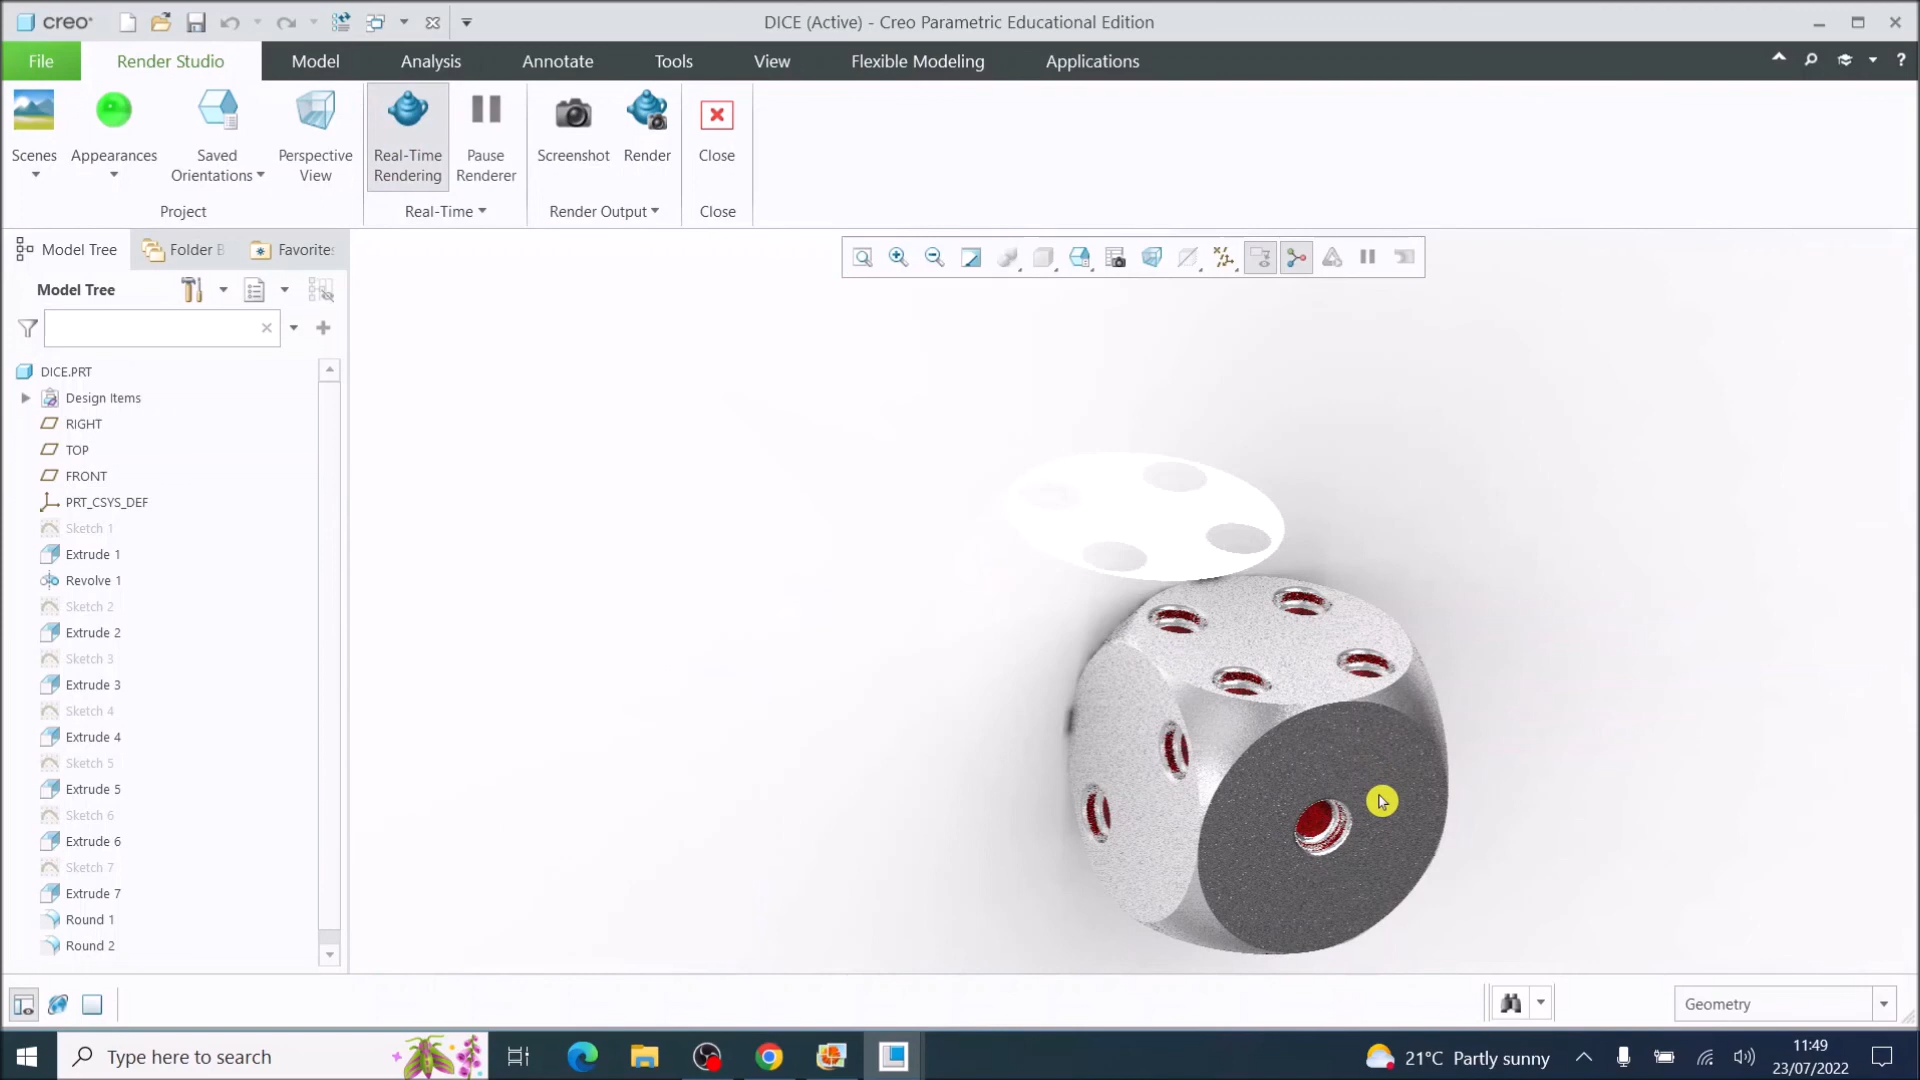 creo
DICE (Active) - Creo Parametric Educational Edition
File
Render Studio
Model
Analysis
Annotate
Tools
View
Flexible Modeling
Applications
?
Scenes
Appearances
Saved Orientations
Perspective View
Real-Time Rendering
Pause Renderer
Screenshot
Render
Close
Project
Real-Time
Render Output
Close
Model Tree
Folder B
Favorites
Model Tree
DICE.PRT
Design Items
RIGHT
TOP
FRONT
PRT_CSYS_DEF
Sketch 1
Extrude 1
Revolve 1
Sketch 2
Extrude 2
Sketch 3
Extrude 3
Sketch 4
Extrude 4
Sketch 5
Extrude 5
Sketch 6
Extrude 6
Sketch 7
Extrude 7
Round 1
Round 2
Geometry
Type here to search
21°C Partly sunny
11:49
23/07/2022